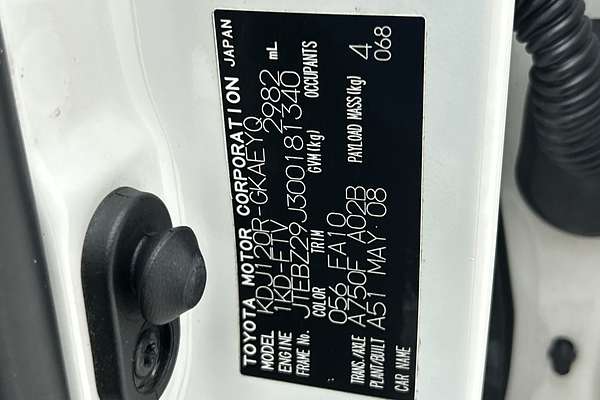 TOYOTA MOTOR CORPORATION JAPAN
MODEL KDJ120R-GKAEYQ
ENGINE 1KD-FTV 2982 mL
FRAME No. JTEBZ29J300181340
COLOR TRIM GVM(kg) OCCUPANTS
056 FA10 4
TRANS./AXLE A750F A02B PAYLOAD MASS(kg) 068
PLANT/BUILT A51 MAY·08
CAR NAME